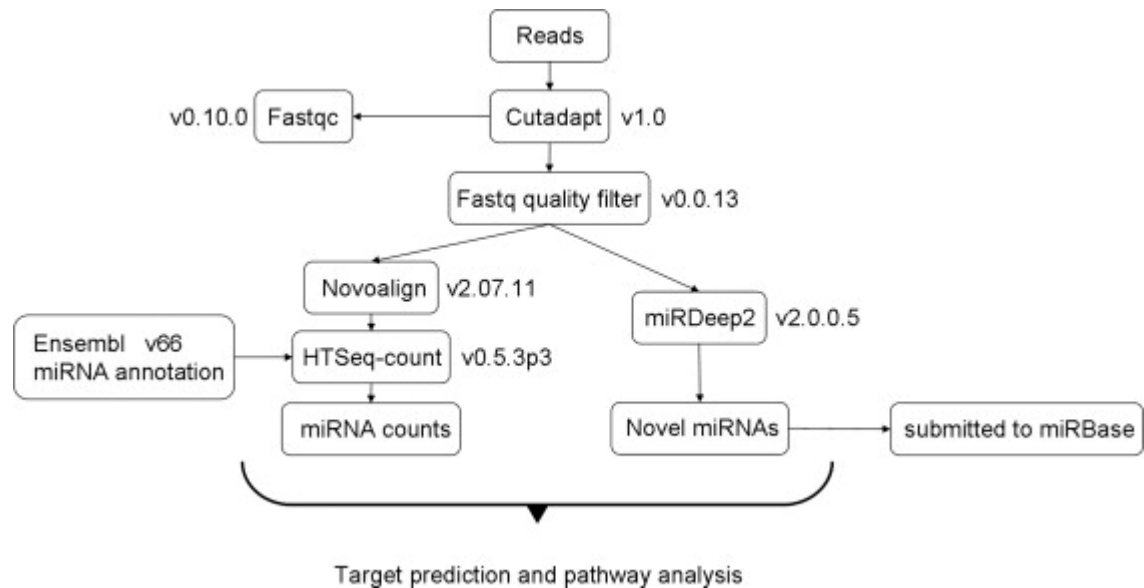 Reads
v0.10.0 Fastqc Cutadapt v1.0
Fastq quality filter v0.0.13
Novoalign v2.07.11
miRDeep2 v2.0.0.5
Ensembl v66
miRNA annotation
HTSeq-count v0.5.3p3
miRNA counts Novel miRNAs submitted to miRBase
Target prediction and pathway analysis